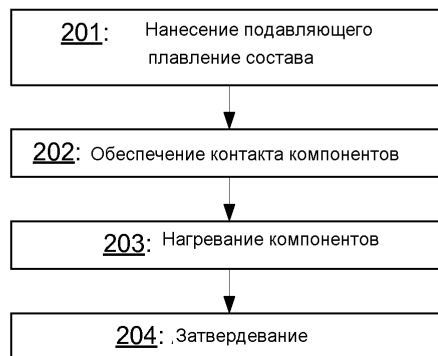 201: Нанесение подавляющего
плавление состава
202: Обеспечение контакта компонентов
203: Нагревание компонентов
204: Затвердевание